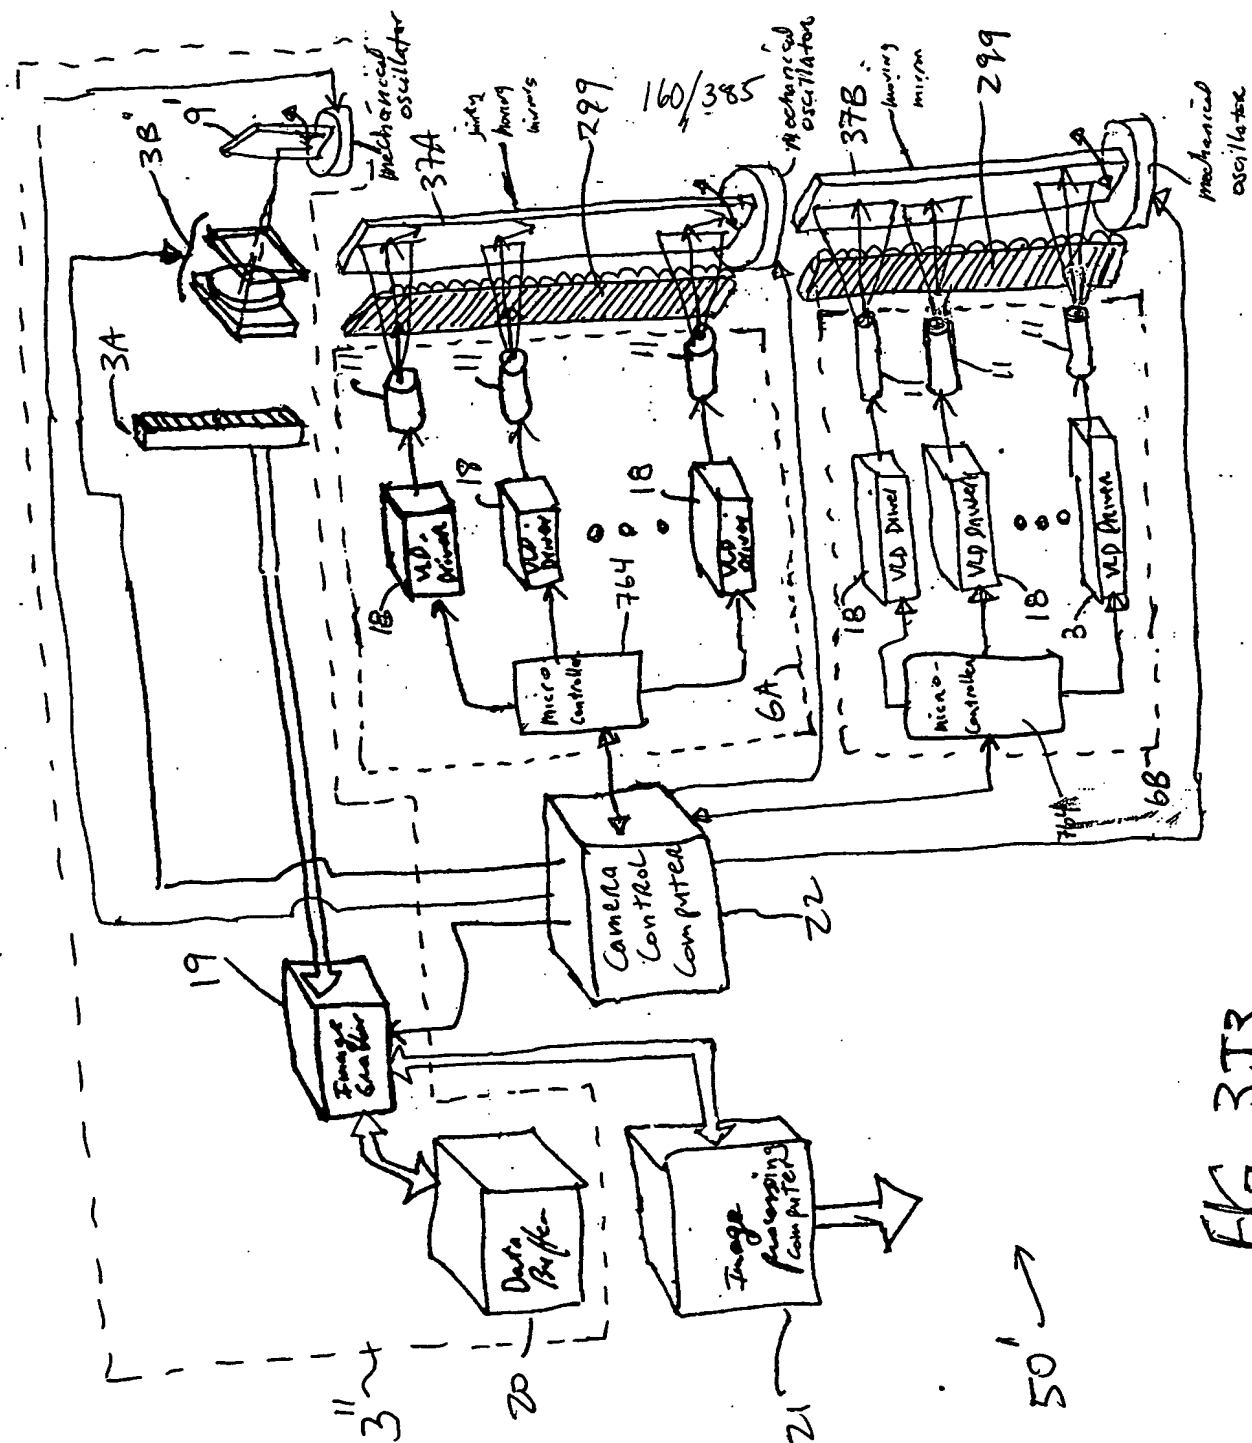 160/385
3B"
9'
mechanical
oscillator
37A
jointly
moving
mirrors
299
Mechanical
oscillator
37B
moving
mirror
299
mechanical
oscillator
3A
11
11
11
11
11
11
18
VLD
Driver
18
VLD
Driver
18
VLD
Driver
18
VLD Driver
VLD Driver
18
VLD Driver
3
764
micro
controller
6A
micro-
controller
764
6B
Camera
Control
Computer
22
19
Image
Grabber
Data
Buffer
20
3"
Image
Processing
Computer
21
50'
FIG. 3J3